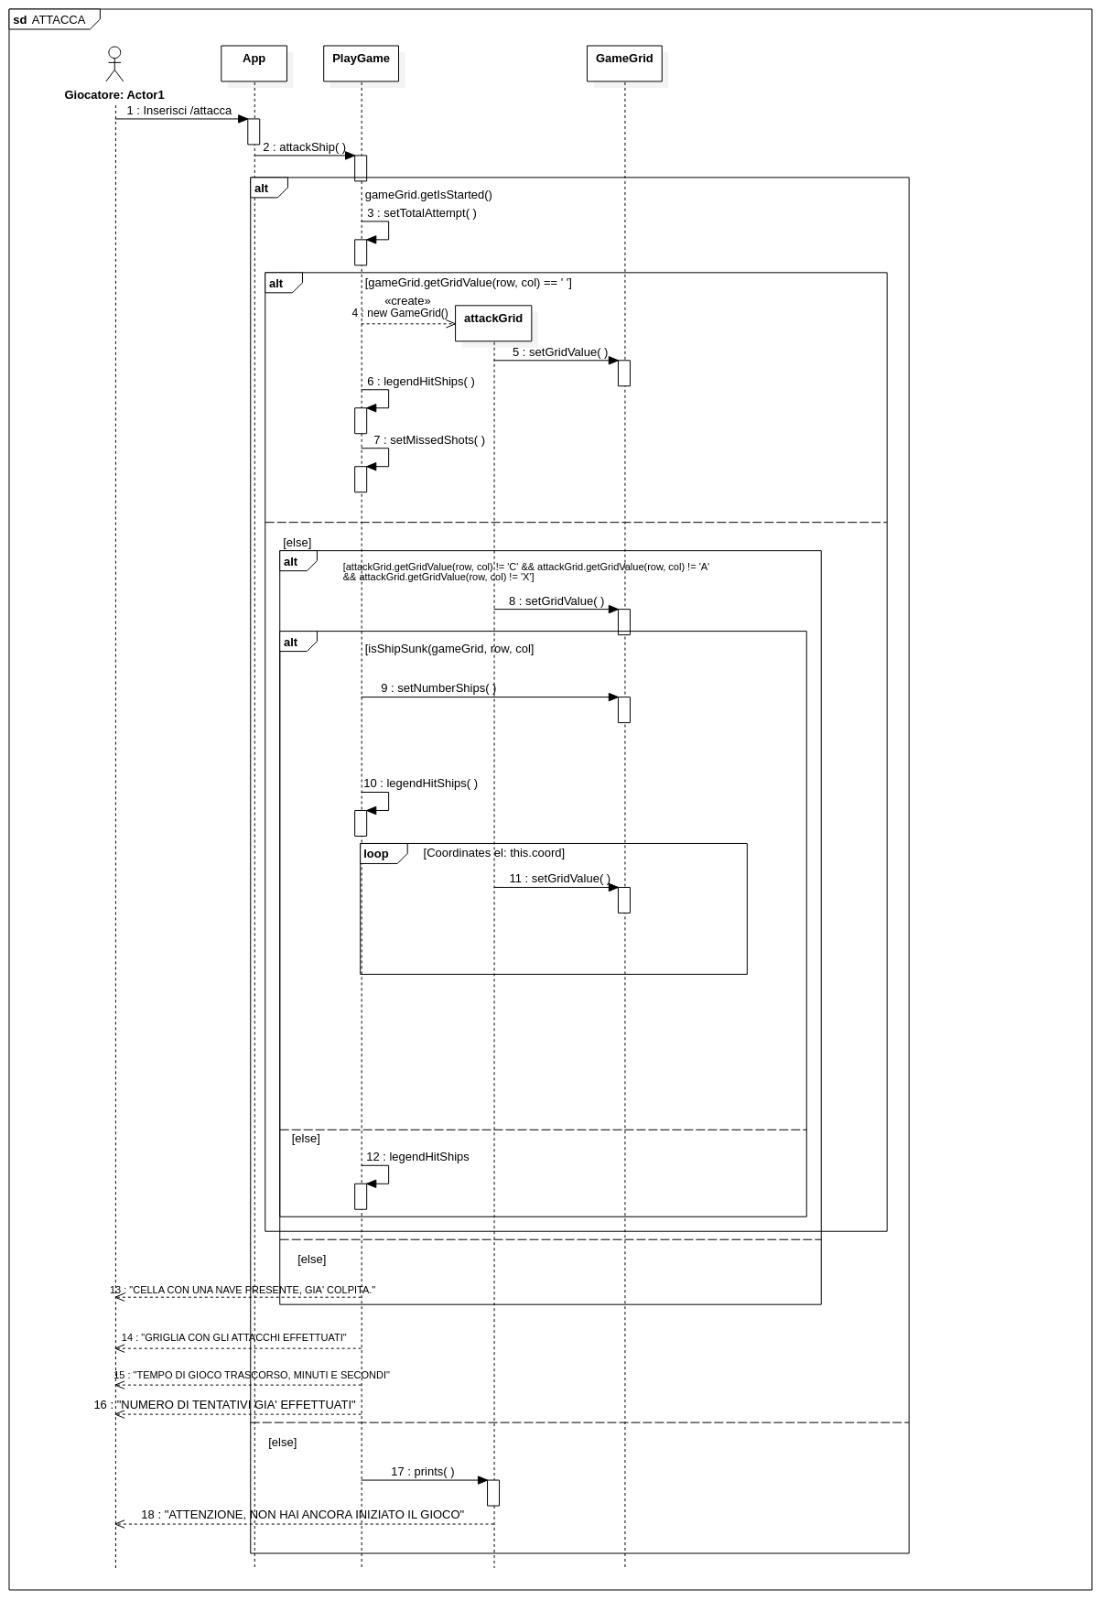 sd ATTACCA
App
PlayGame
GameGrid
Giocatore: Actor1
1 : Inserisci /attacca
2 : attackShip( )
alt
gameGrid.getIsStarted()
3 : setTotalAttempt( )
alt
[gameGrid.getGridValue(row, col) == ' ']
«create»
4 : new GameGrid()
attackGrid
5 : setGridValue( )
6 : legendHitShips( )
7 : setMissedShots( )
[else]
alt
[attackGrid.getGridValue(row, col) != 'C' && attackGrid.getGridValue(row, col) != 'A'
&& attackGrid.getGridValue(row, col) != 'X']
8 : setGridValue( )
alt
[isShipSunk(gameGrid, row, col]
9 : setNumberShips( )
10 : legendHitShips( )
loop
[Coordinates el: this.coord]
11 : setGridValue( )
[else]
12 : legendHitShips
[else]
13 : "CELLA CON UNA NAVE PRESENTE, GIA' COLPITA."
14 : "GRIGLIA CON GLI ATTACCHI EFFETTUATI"
15 : "TEMPO DI GIOCO TRASCORSO, MINUTI E SECONDI"
16 : "NUMERO DI TENTATIVI GIA' EFFETTUATI"
[else]
17 : prints( )
18 : "ATTENZIONE, NON HAI ANCORA INIZIATO IL GIOCO"